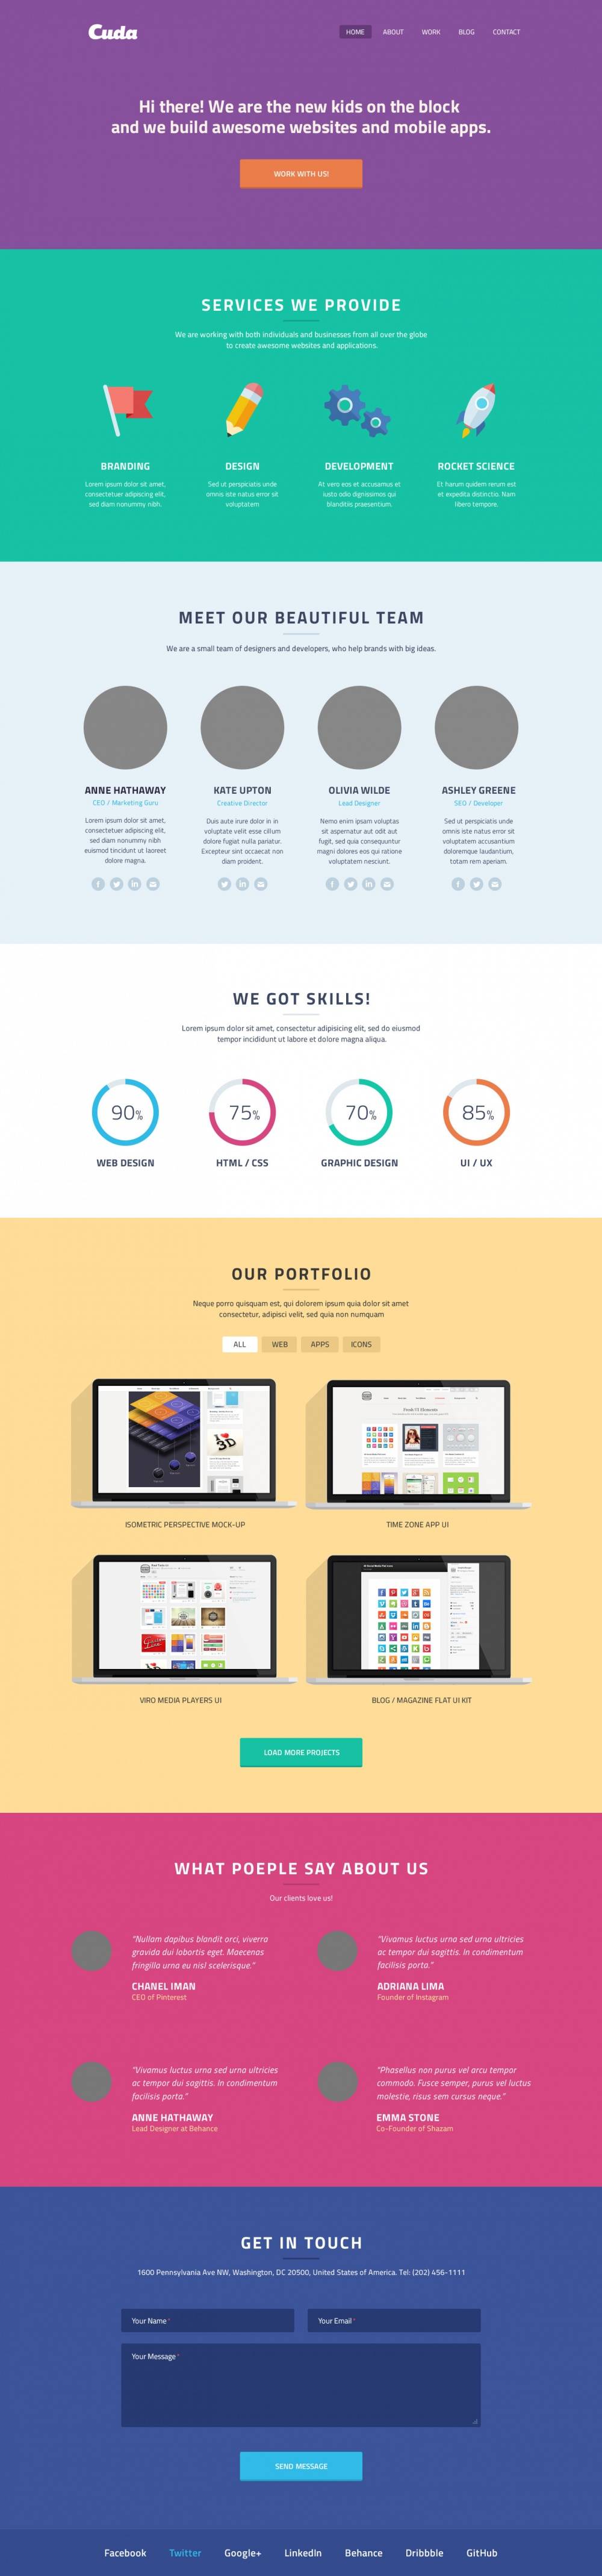 Cuda
HOME ABOUT WORK BLOG CONTACT
Hi there! We are the new kids on the block
and we build awesome websites and mobile apps.
WORK WITH US!
SERVICES WE PROVIDE
We are working with both individuals and businesses from all over the globe
to create awesome websites and applications.
BRANDING
Lorem ipsum dolor sit amet,
consectetuer adipiscing elit,
sed diam nonummy nibh.
DESIGN
Sed ut perspiciatis unde
omnis iste natus error sit
voluptatem
DEVELOPMENT
At vero eos et accusamus et
iusto odio dignissimos qui
blanditiis praesentium.
ROCKET SCIENCE
Et harum quidem rerum est
et expedita distinctio. Nam
libero tempore.
MEET OUR BEAUTIFUL TEAM
We are a small team of designers and developers, who help brands with big ideas.
ANNE HATHAWAY
CEO / Marketing Guru
Lorem ipsum dolor sit amet,
consectetuer adipiscing elit,
sed diam nonummy nibh
euismod tincidunt ut laoreet
dolore magna.
KATE UPTON
Creative Director
Duis aute irure dolor in in
voluptate velit esse cillum
dolore fugiat nulla pariatur.
Excepteur sint occaecat non
diam proident.
OLIVIA WILDE
Lead Designer
Nemo enim ipsam voluptas
sit aspernatur aut odit aut
fugit, sed quia consequuntur
magni dolores eos qui ratione
voluptatem nesciunt.
ASHLEY GREENE
SEO / Developer
Sed ut perspiciatis unde
omnis iste natus error sit
voluptatem accusantium
doloremque laudantium,
totam rem aperiam.
WE GOT SKILLS!
Lorem ipsum dolor sit amet, consectetur adipisicing elit, sed do eiusmod
tempor incididunt ut labore et dolore magna aliqua.
90%
WEB DESIGN
75%
HTML / CSS
70%
GRAPHIC DESIGN
85%
UI / UX
OUR PORTFOLIO
Neque porro quisquam est, qui dolorem ipsum quia dolor sit amet
consectetur, adipisci velit, sed quia non numquam
ALL WEB APPS ICONS
I 3D
ISOMETRIC PERSPECTIVE MOCK-UP
Fresh UI Elements
TIME ZONE APP UI
VIRO MEDIA PLAYERS UI
BLOG / MAGAZINE FLAT UI KIT
LOAD MORE PROJECTS
WHAT POEPLE SAY ABOUT US
Our clients love us!
“Nullam dapibus blandit orci, viverra
gravida dui lobortis eget. Maecenas
fringilla urna eu nisl scelerisque.”
CHANEL IMAN
CEO of Pinterest
“Vivamus luctus urna sed urna ultricies
ac tempor dui sagittis. In condimentum
facilisis porta.”
ADRIANA LIMA
Founder of Instagram
“Vivamus luctus urna sed urna ultricies
ac tempor dui sagittis. In condimentum
facilisis porta.”
ANNE HATHAWAY
Lead Designer at Behance
“Phasellus non purus vel arcu tempor
commodo. Fusce semper, purus vel luctus
molestie, risus sem cursus neque.”
EMMA STONE
Co-Founder of Shazam
GET IN TOUCH
1600 Pennsylvania Ave NW, Washington, DC 20500, United States of America. Tel: (202) 456-1111
Your Name*
Your Email*
Your Message*
SEND MESSAGE
Facebook Twitter Google+ LinkedIn Behance Dribbble GitHub